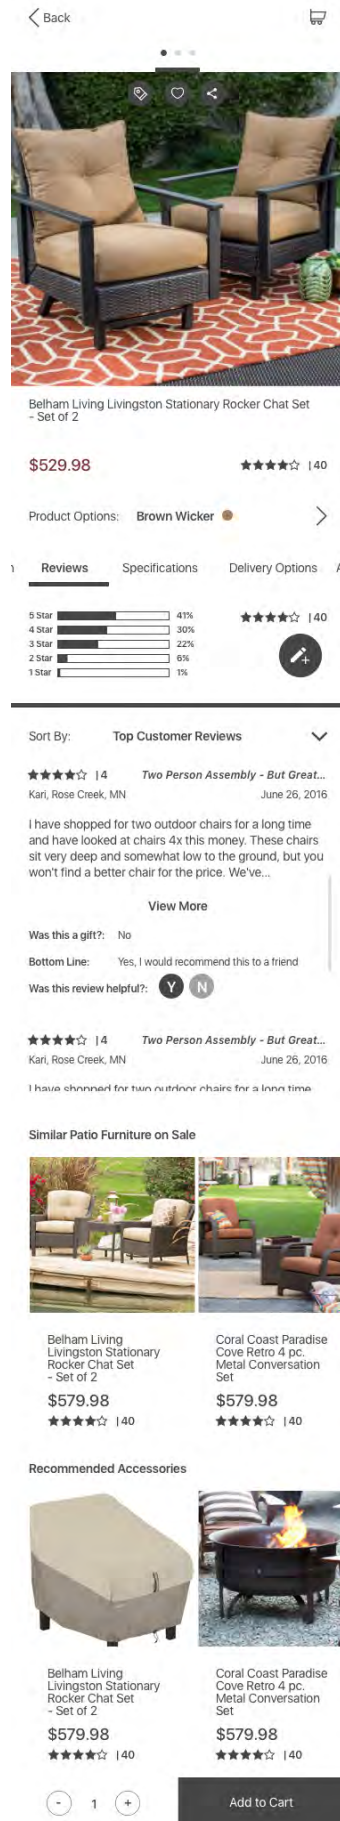 Back
Belham Living Livingston Stationary Rocker Chat Set
- Set of 2
$529.98
| 40
Product Options: Brown Wicker
Reviews Specifications Delivery Options
5 Star 41%
| 40
4 Star 30%
3 Star 22%
2 Star 6%
1 Star 1%
Sort By: Top Customer Reviews
| 4 Two Person Assembly - But Great...
Kari, Rose Creek, MN June 26, 2016
I have shopped for two outdoor chairs for a long time
and have looked at chairs 4x this money. These chairs
sit very deep and somewhat low to the ground, but you
won't find a better chair for the price. We've...
View More
Was this a gift?: No
Bottom Line: Yes, I would recommend this to a friend
Was this review helpful?: Y N
| 4 Two Person Assembly - But Great...
Kari, Rose Creek, MN June 26, 2016
I have shopped for two outdoor chairs for a long time
Similar Patio Furniture on Sale
Belham Living
Livingston Stationary
Rocker Chat Set
- Set of 2
$579.98
| 40
Coral Coast Paradise
Cove Retro 4 pc.
Metal Conversation
Set
$579.98
| 40
Recommended Accessories
Belham Living
Livingston Stationary
Rocker Chat Set
- Set of 2
$579.98
| 40
Coral Coast Paradise
Cove Retro 4 pc.
Metal Conversation
Set
$579.98
| 40
- 1 + Add to Cart